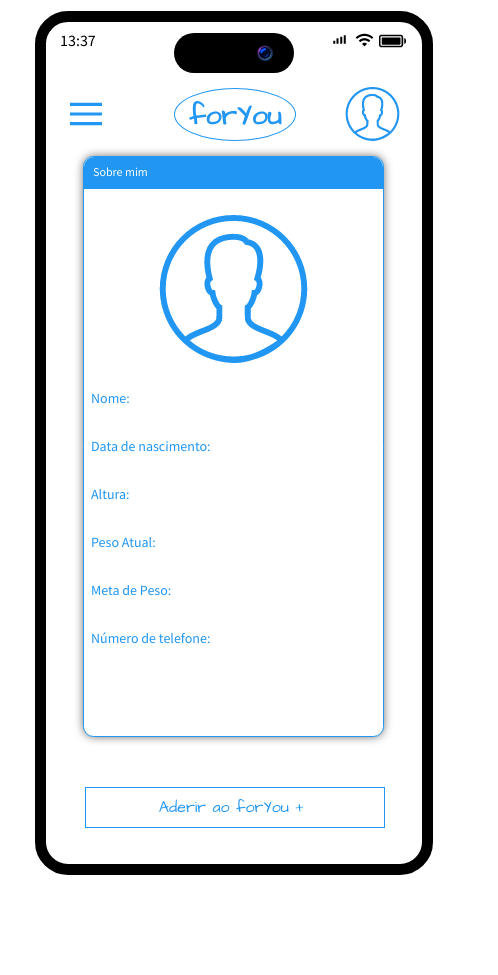 13:37
forYou
Sobre mim
Nome:
Data de nascimento:
Altura:
Peso Atual:
Meta de Peso:
Número de telefone:
Aderir ao forYou +